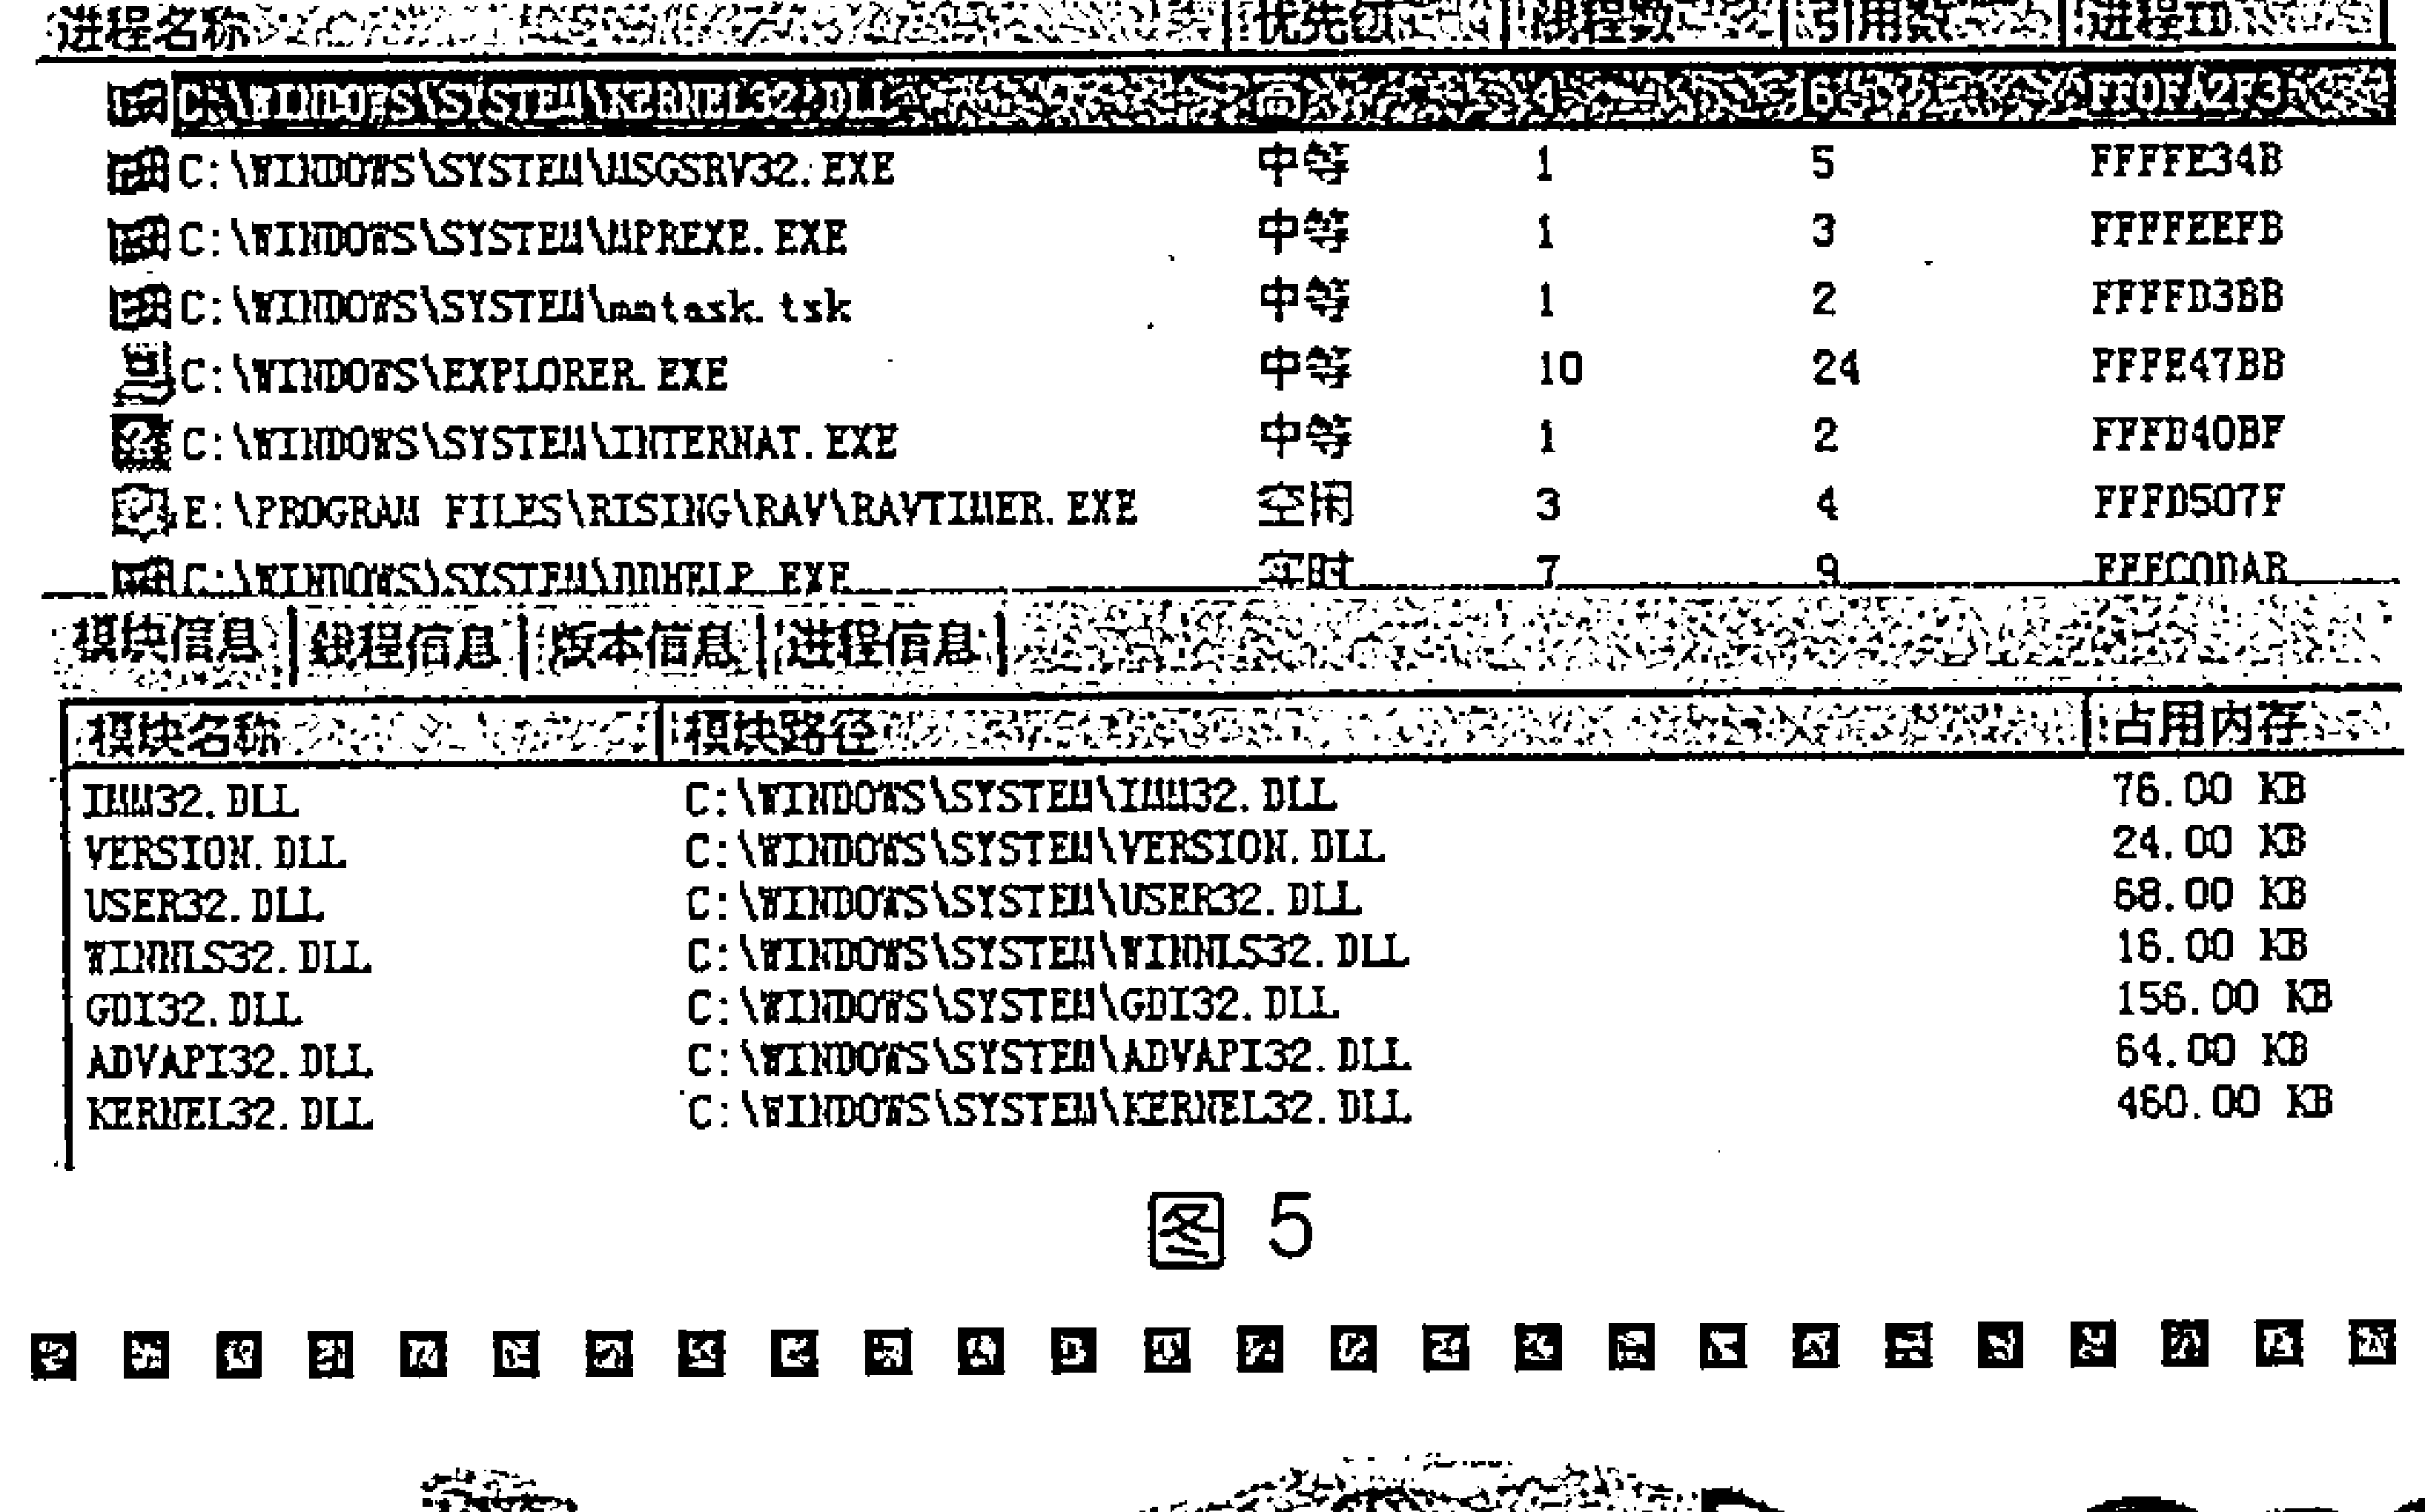 进程名称 优先级 线程数 引用数 进程ID
C:\WINDOWS\SYSTEM\KERNEL32.DLL 高 4 6 FF0FA2F3
C:\WINDOWS\SYSTEM\MSGSRV32.EXE 中等 1 5 FFFFE34B
C:\WINDOWS\SYSTEM\MPREXE.EXE 中等 1 3 FFFFEEFB
C:\WINDOWS\SYSTEM\mmtask.tsk 中等 1 2 FFFFD3BB
C:\WINDOWS\EXPLORER.EXE 中等 10 24 FFFE47BB
C:\WINDOWS\SYSTEM\INTERNAT.EXE 中等 1 2 FFFD40BF
E:\PROGRAM FILES\RISING\RAV\RAVTIMER.EXE 空闲 3 4 FFFD507F
C:\WINDOWS\SYSTEM\DDHELP.EXE 实时 7 9
模块信息 线程信息 版本信息 进程信息
模块名称 模块路径 占用内存
IMM32.DLL C:\WINDOWS\SYSTEM\IMM32.DLL 76.00 KB
VERSION.DLL C:\WINDOWS\SYSTEM\VERSION.DLL 24.00 KB
USER32.DLL C:\WINDOWS\SYSTEM\USER32.DLL 68.00 KB
WINNLS32.DLL C:\WINDOWS\SYSTEM\WINNLS32.DLL 16.00 KB
GDI32.DLL C:\WINDOWS\SYSTEM\GDI32.DLL 156.00 KB
ADVAPI32.DLL C:\WINDOWS\SYSTEM\ADVAPI32.DLL 64.00 KB
KERNEL32.DLL C:\WINDOWS\SYSTEM\KERNEL32.DLL 460.00 KB
图 5